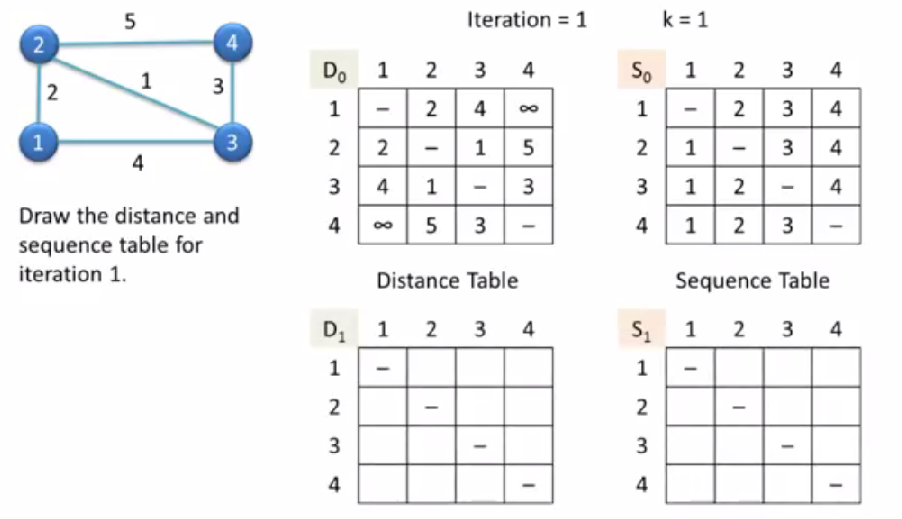 Iteration = 1 k = 1
5
2 4
2 1 3
1 3
4
Draw the distance and
sequence table for
iteration 1.
D₀ 1 2 3 4
1 – 2 4 ∞
2 2 – 1 5
3 4 1 – 3
4 ∞ 5 3 –
S₀ 1 2 3 4
1 – 2 3 4
2 1 – 3 4
3 1 2 – 4
4 1 2 3 –
Distance Table
Sequence Table
D₁ 1 2 3 4
1 –
2 –
3 –
4 –
S₁ 1 2 3 4
1 –
2 –
3 –
4 –